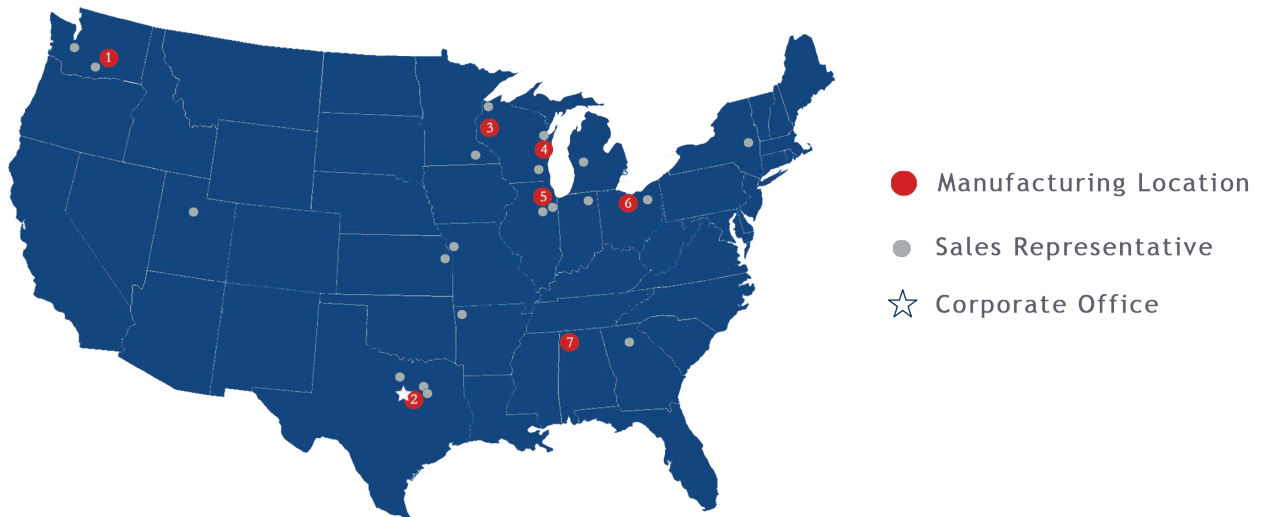 1
3
4
5
6
7
2
Manufacturing Location
Sales Representative
Corporate Office